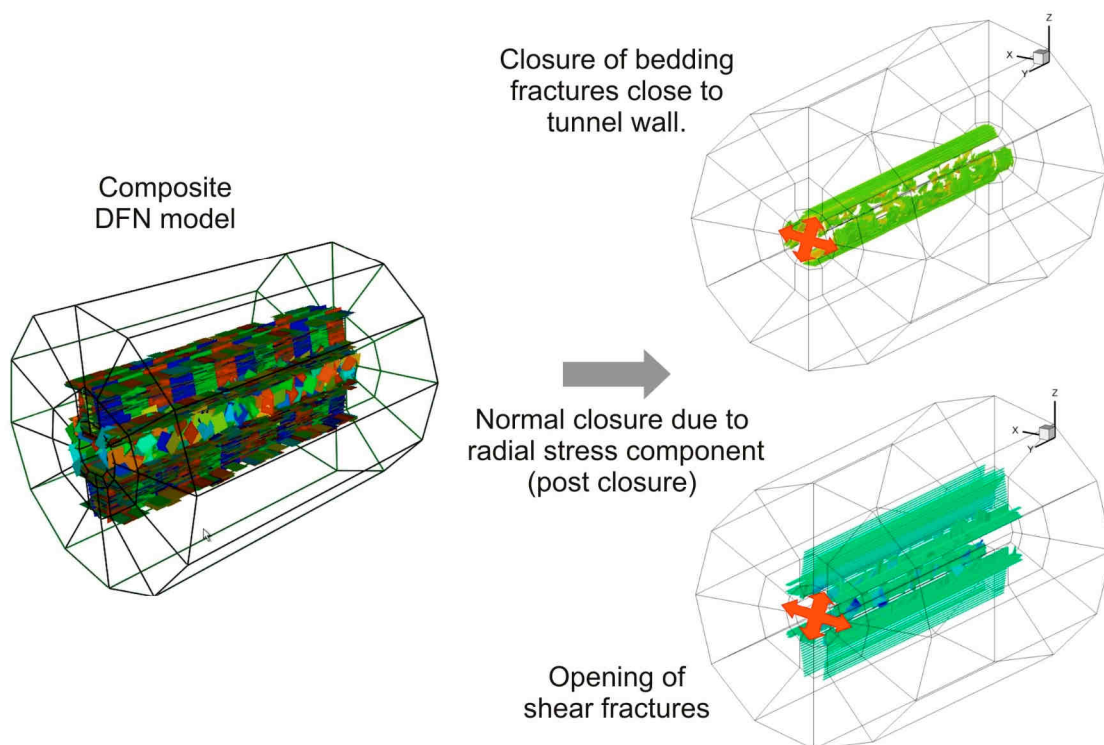 Closure of bedding
fractures close to
tunnel wall.
Z
X
Y
Composite
DFN model
Normal closure due to
radial stress component
(post closure)
Z
X
Y
Opening of
shear fractures